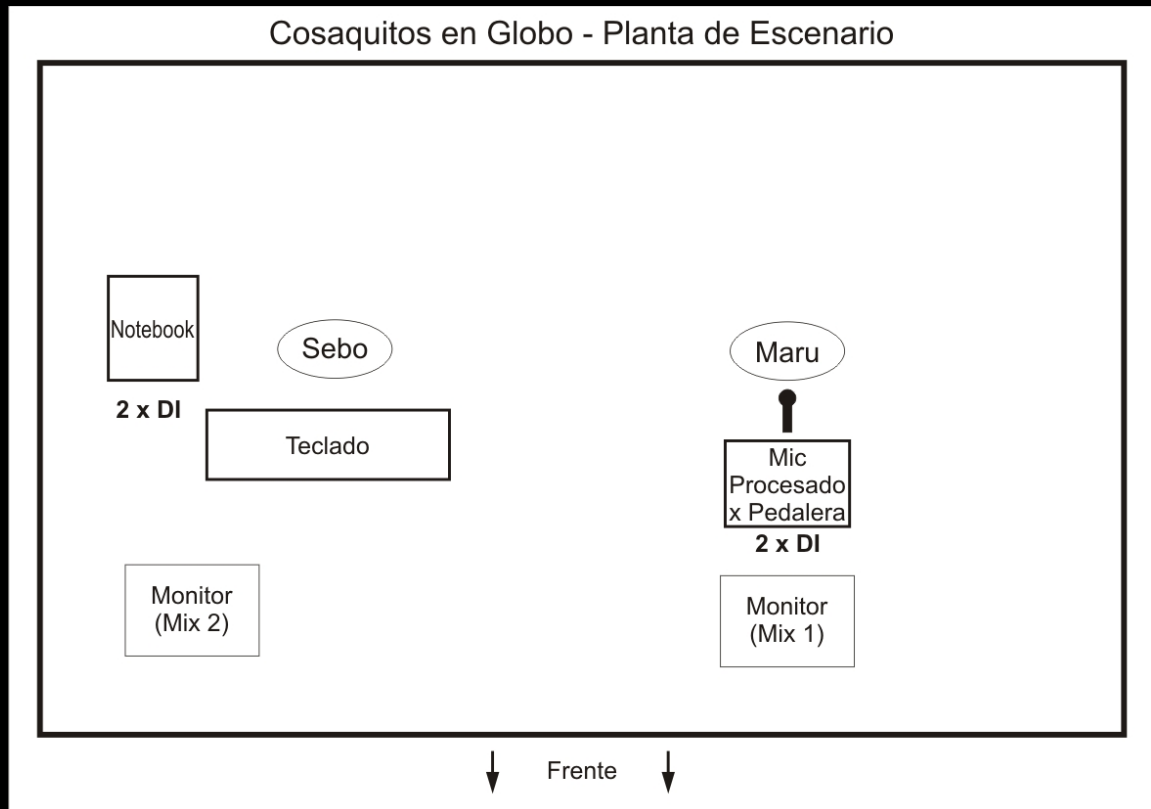 Cosaquitos en Globo - Planta de Escenario
Notebook
2 x DI
Sebo
Teclado
Monitor
(Mix 2)
Maru
Mic
Procesado
x Pedalera
2 x DI
Monitor
(Mix 1)
Frente